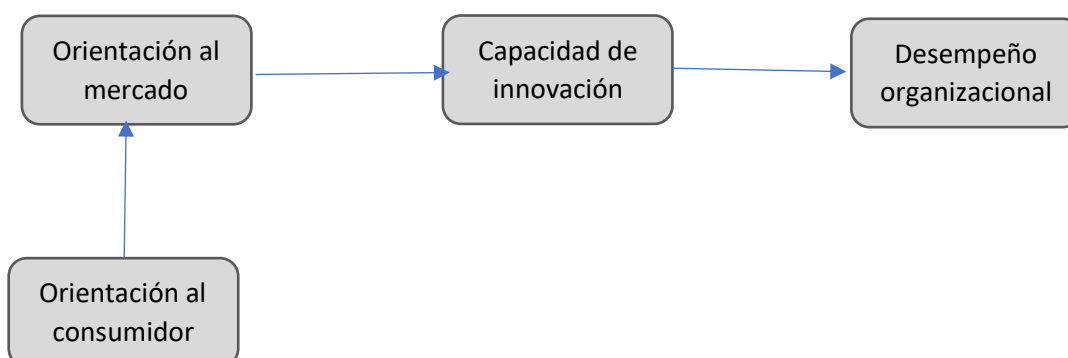 Orientación al
mercado
Capacidad de
innovación
Desempeño
organizacional
Orientación al
consumidor